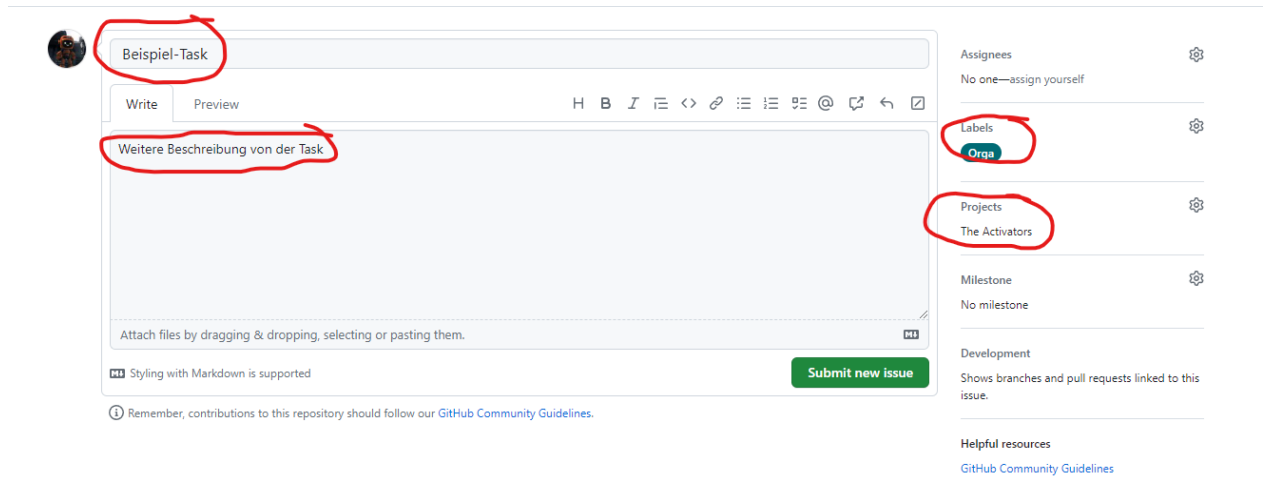 Beispiel-Task
Write Preview
Weitere Beschreibung von der Task
Attach files by dragging & dropping, selecting or pasting them.
Styling with Markdown is supported
Submit new issue
Remember, contributions to this repository should follow our GitHub Community Guidelines.
Assignees
No one—assign yourself
Labels
Orga
Projects
The Activators
Milestone
No milestone
Development
Shows branches and pull requests linked to this
issue.
Helpful resources
GitHub Community Guidelines